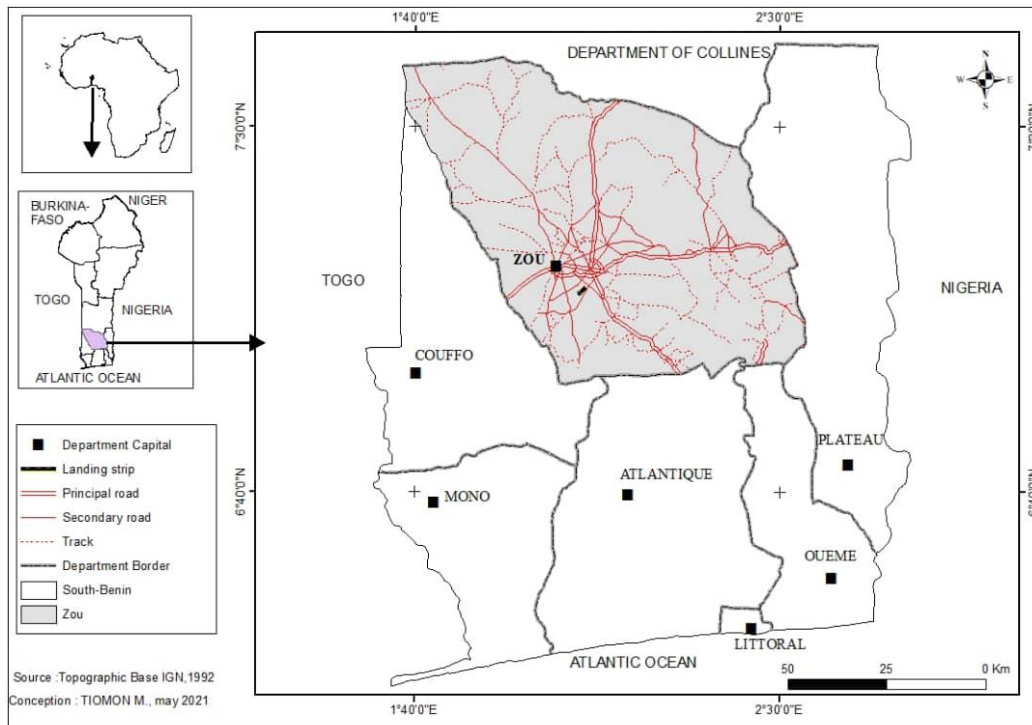 1°40'0"E
2°30'0"E
DEPARTMENT OF COLLINES
N
W
E
S
7°30'0"N
BURKINA-
FASO
NIGER
TOGO
NIGERIA
ATLANTIC OCEAN
ZOU
TOGO
NIGERIA
COUFFO
PLATEAU
ATLANTIQUE
MONO
6°40'0"N
6°40'0"N
OUEME
LITTORAL
ATLANTIC OCEAN
50
25
0 Km
1°40'0"E
2°30'0"E
Department Capital
Landing strip
Principal road
Secondary road
Track
Department Border
South-Benin
Zou
Source :Topographic Base IGN,1992
Conception : TIOMON M., may 2021